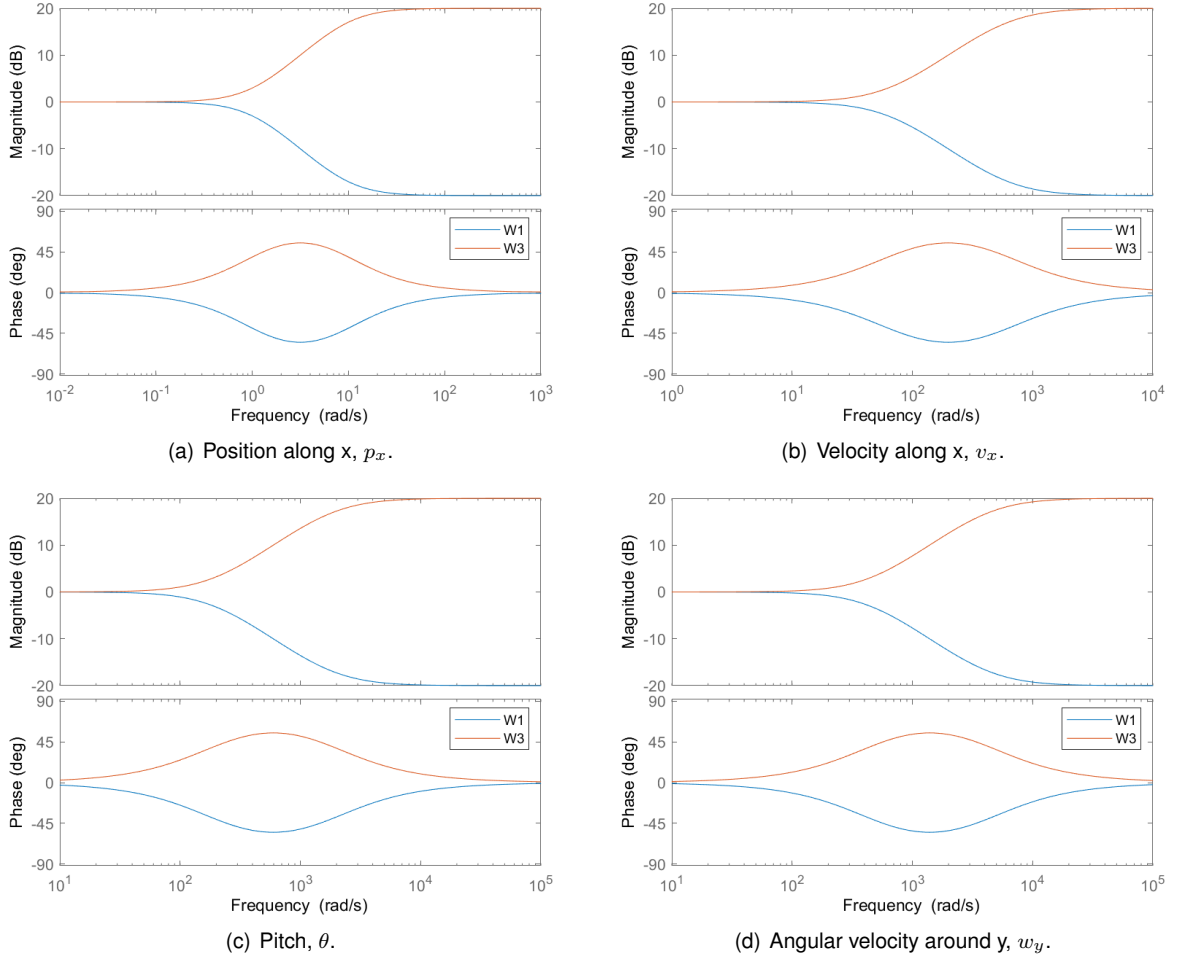 20
10
0
-10
-20
Magnitude (dB)
90
45
0
-45
-90
Phase (deg)
W1
W3
10^-2
10^-1
10^0
10^1
10^2
10^3
Frequency (rad/s)
(a) Position along x, p_x.
20
10
0
-10
-20
Magnitude (dB)
90
45
0
-45
-90
Phase (deg)
W1
W3
10^0
10^1
10^2
10^3
10^4
Frequency (rad/s)
(b) Velocity along x, v_x.
20
10
0
-10
-20
Magnitude (dB)
90
45
0
-45
-90
Phase (deg)
W1
W3
10^1
10^2
10^3
10^4
10^5
Frequency (rad/s)
(c) Pitch, θ.
20
10
0
-10
-20
Magnitude (dB)
90
45
0
-45
-90
Phase (deg)
W1
W3
10^1
10^2
10^3
10^4
10^5
Frequency (rad/s)
(d) Angular velocity around y, w_y.